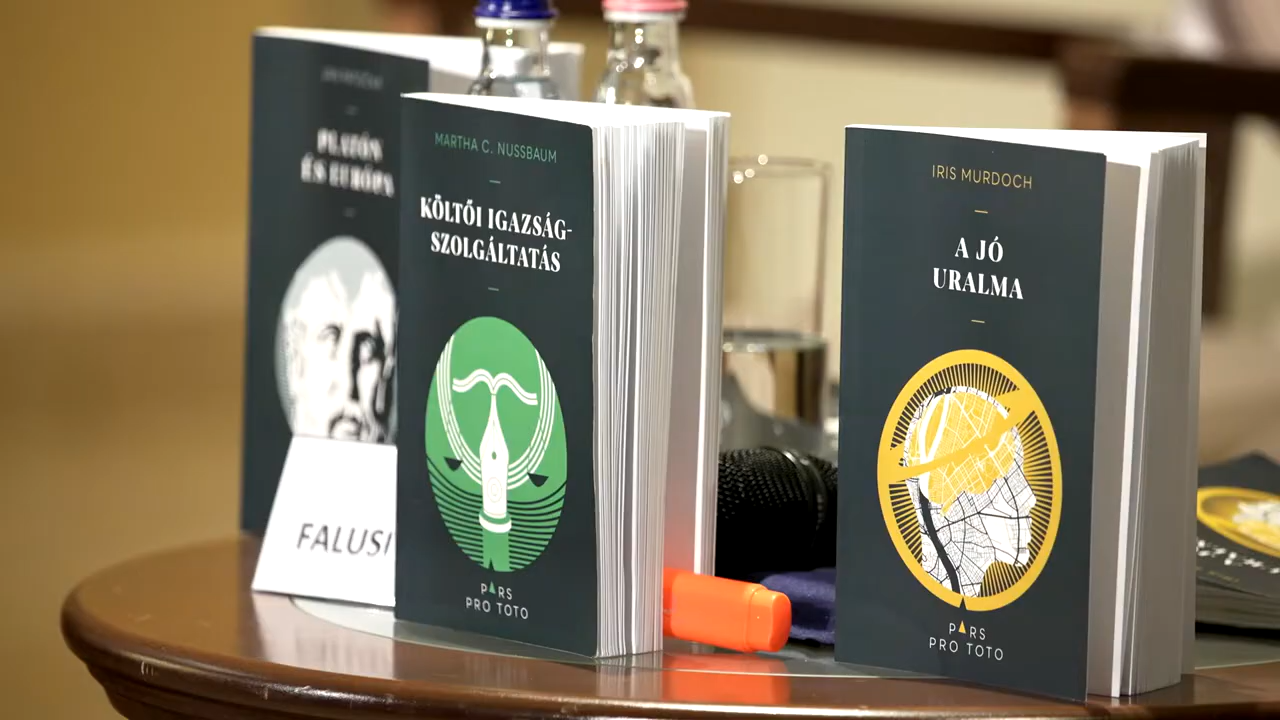 PLATÓN
ÉS EURÓPA
FALUSI
MARTHA C. NUSSBAUM
KÖLTŐI IGAZSÁG-
SZOLGÁLTATÁS
PARS
PRO TOTO
IRIS MURDOCH
A JÓ
URALMA
PARS
PRO TOTO